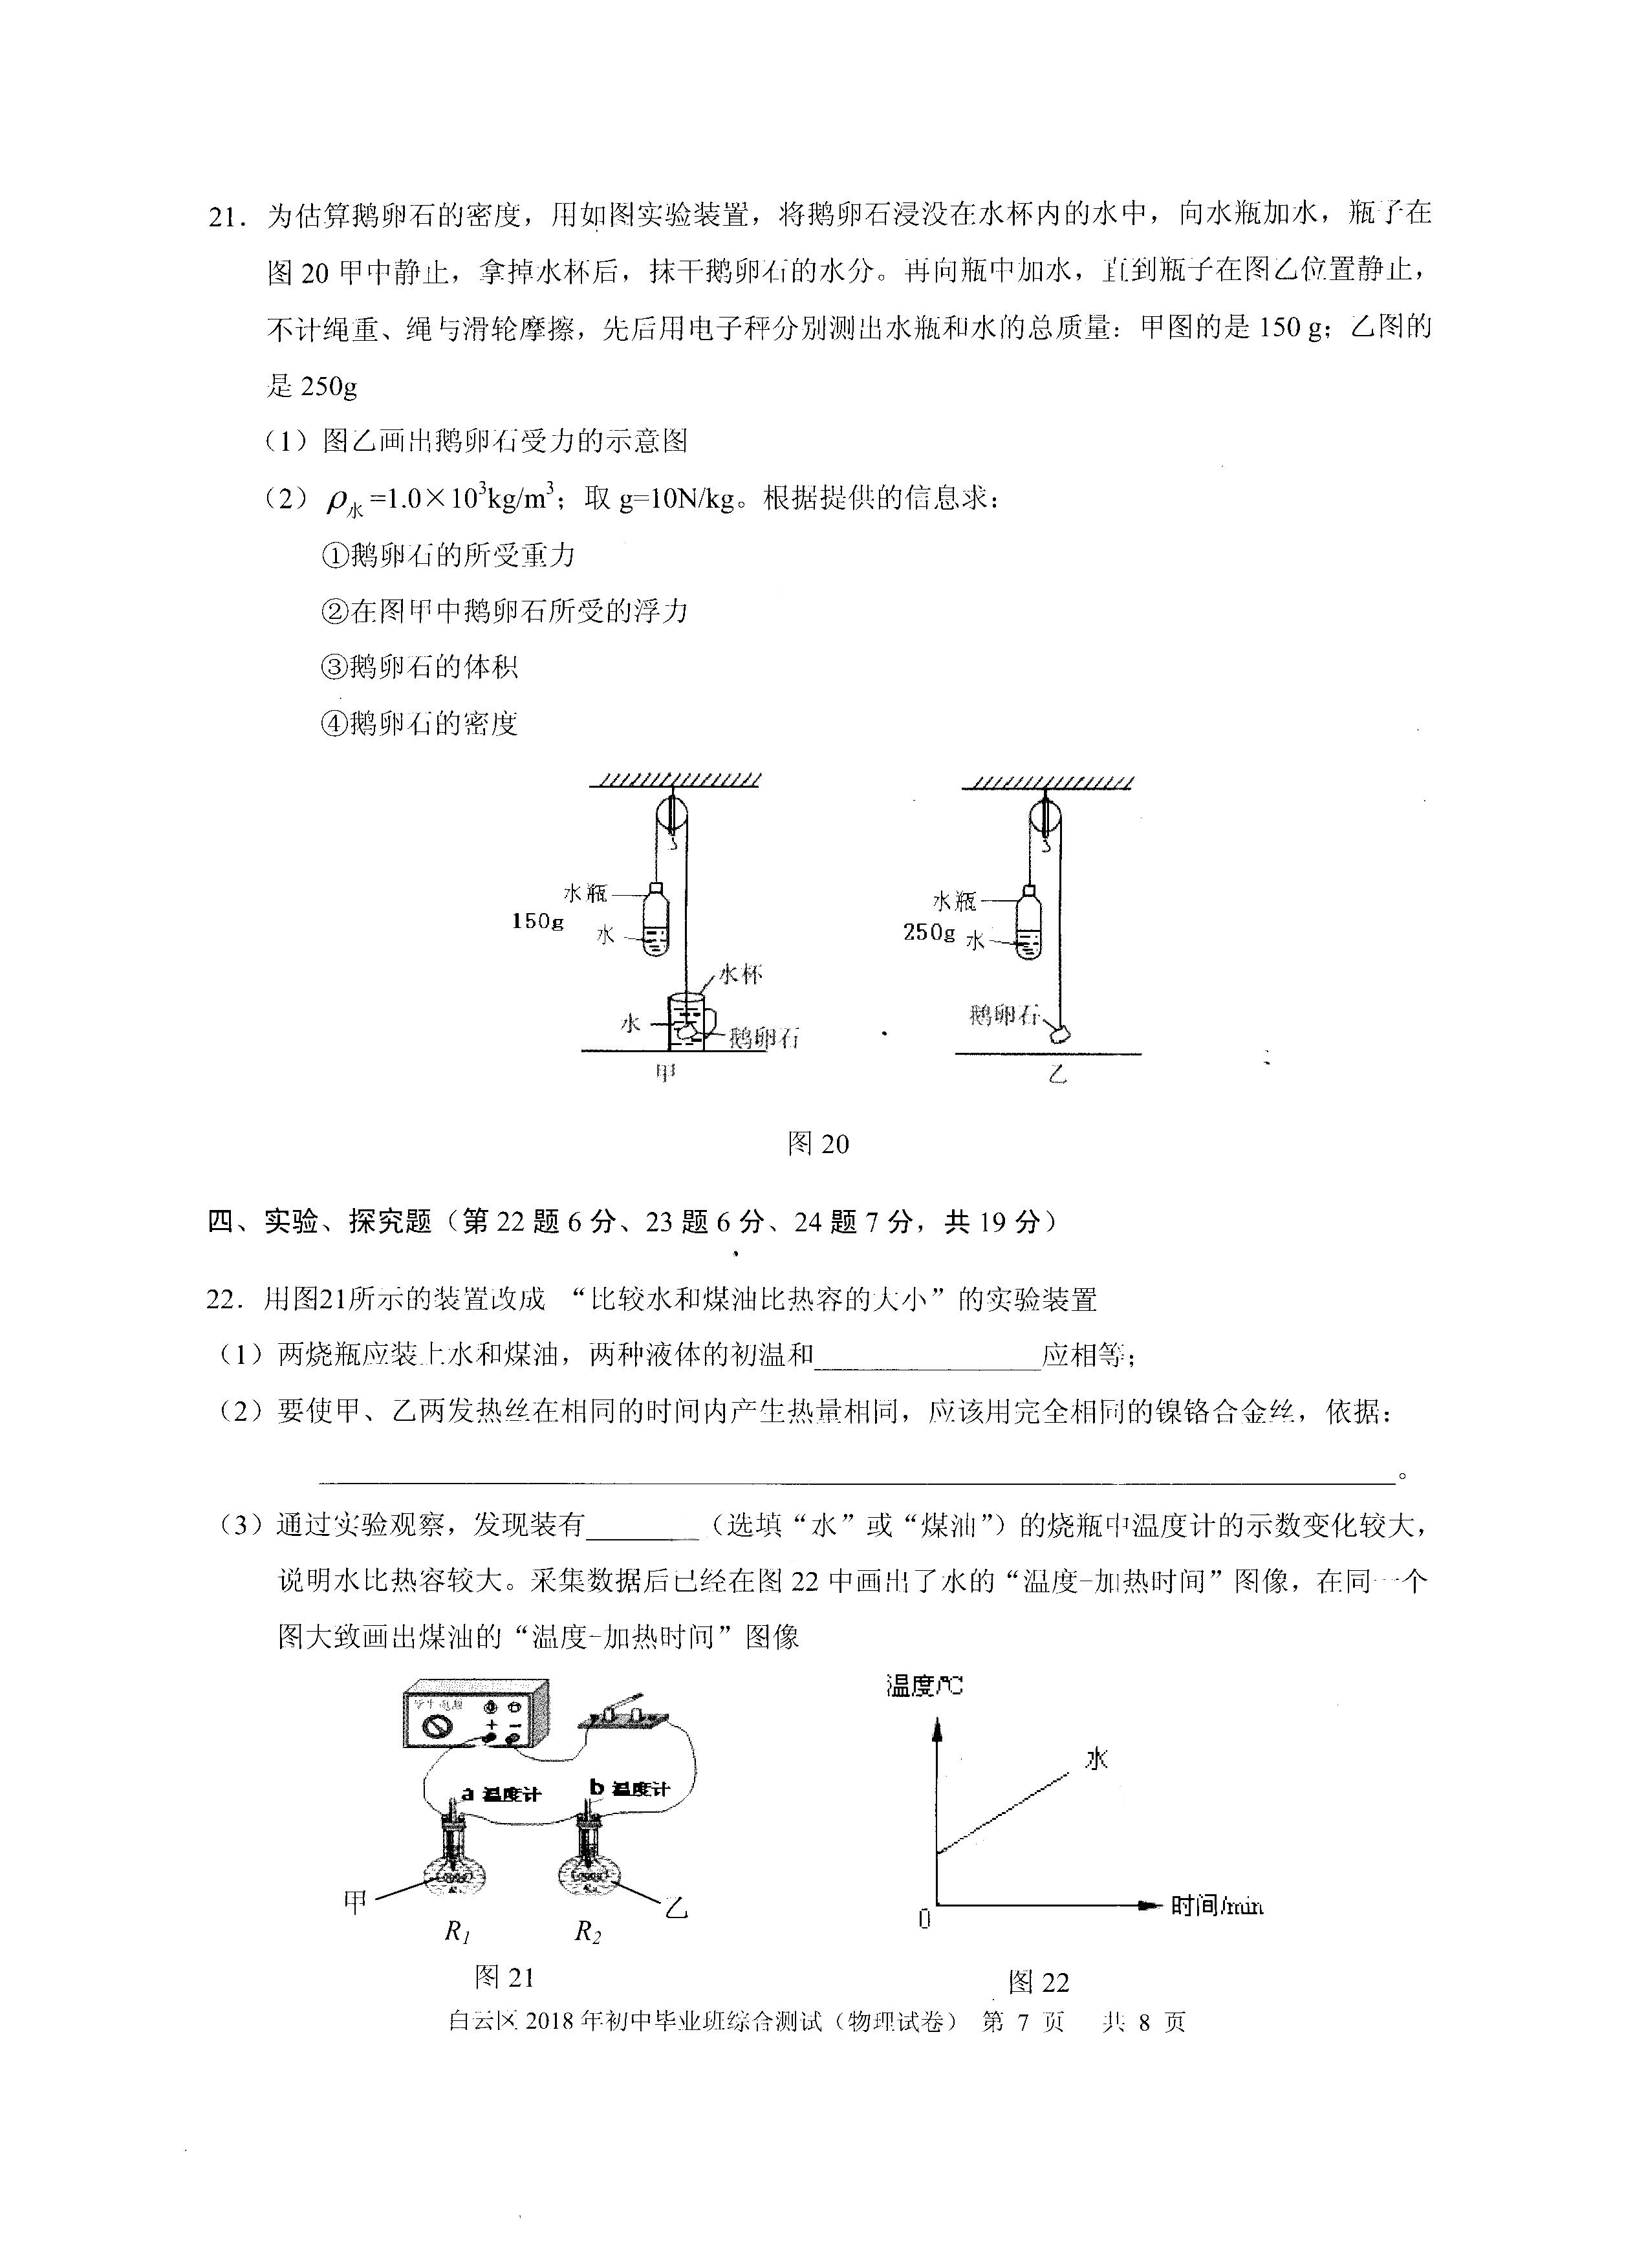 21．为估算鹅卵石的密度，用如图实验装置，将鹅卵石浸没在水杯内的水中，向水瓶加水，瓶子在
图 20 甲中静止，拿掉水杯后，抹干鹅卵石的水分。再向瓶中加水，直到瓶子在图乙位置静止，
不计绳重、绳与滑轮摩擦，先后用电子秤分别测出水瓶和水的总质量：甲图的是 150 g；乙图的
是 250g
（1）图乙画出鹅卵石受力的示意图
（2）ρ水=1.0×10³kg/m³；取 g=10N/kg。根据提供的信息求：
①鹅卵石的所受重力
②在图甲中鹅卵石所受的浮力
③鹅卵石的体积
④鹅卵石的密度
水瓶
150g
水
水杯
水
鹅卵石
甲
水瓶
250g 水
鹅卵石
乙
图 20
四、实验、探究题（第 22 题 6 分、23 题 6 分、24 题 7 分，共 19 分）
22．用图21所示的装置改成 “比较水和煤油比热容的大小”的实验装置
（1）两烧瓶应装上水和煤油，两种液体的初温和________应相等；
（2）要使甲、乙两发热丝在相同的时间内产生热量相同，应该用完全相同的镍铬合金丝，依据：
________。
（3）通过实验观察，发现装有________（选填“水”或“煤油”）的烧瓶中温度计的示数变化较大，
说明水比热容较大。采集数据后已经在图 22 中画出了水的“温度-加热时间”图像，在同一个
图大致画出煤油的“温度-加热时间”图像
学生电源
+ −
a 温度计
b 温度计
甲
乙
R1
R2
图 21
温度/℃
水
0
时间/min
图 22
白云区 2018 年初中毕业班综合测试（物理试卷） 第 7 页 共 8 页